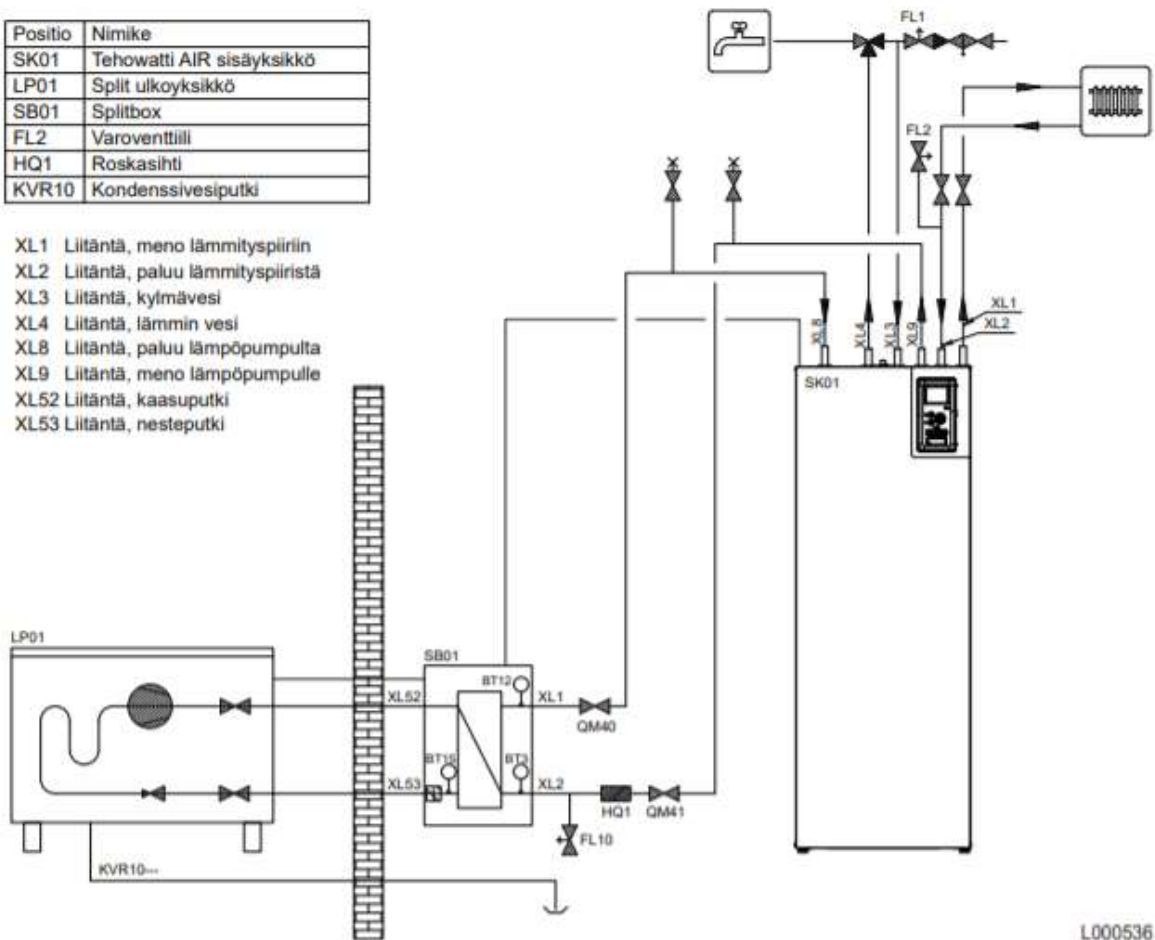 Positio Nimike
SK01 Tehowatti AIR sisäyksikkö
LP01 Split ulkoyksikkö
SB01 Splitbox
FL2 Varoventtiili
HQ1 Roskasihti
KVR10 Kondenssivesiputki
XL1 Liitäntä, meno lämmityspiiriin
XL2 Liitäntä, paluu lämmityspiiristä
XL3 Liitäntä, kylmävesi
XL4 Liitäntä, lämmin vesi
XL8 Liitäntä, paluu lämpöpumpulta
XL9 Liitäntä, meno lämpöpumpulle
XL52 Liitäntä, kaasuputki
XL53 Liitäntä, nesteputki
FL1
FL2
XL8
XL4
XL3
XL9
XL1
XL2
SK01
LP01
SB01
XL52
BT12
XL1
QM40
XL53
BT15
BT3
XL2
HQ1
QM41
FL10
KVR10---
L000536